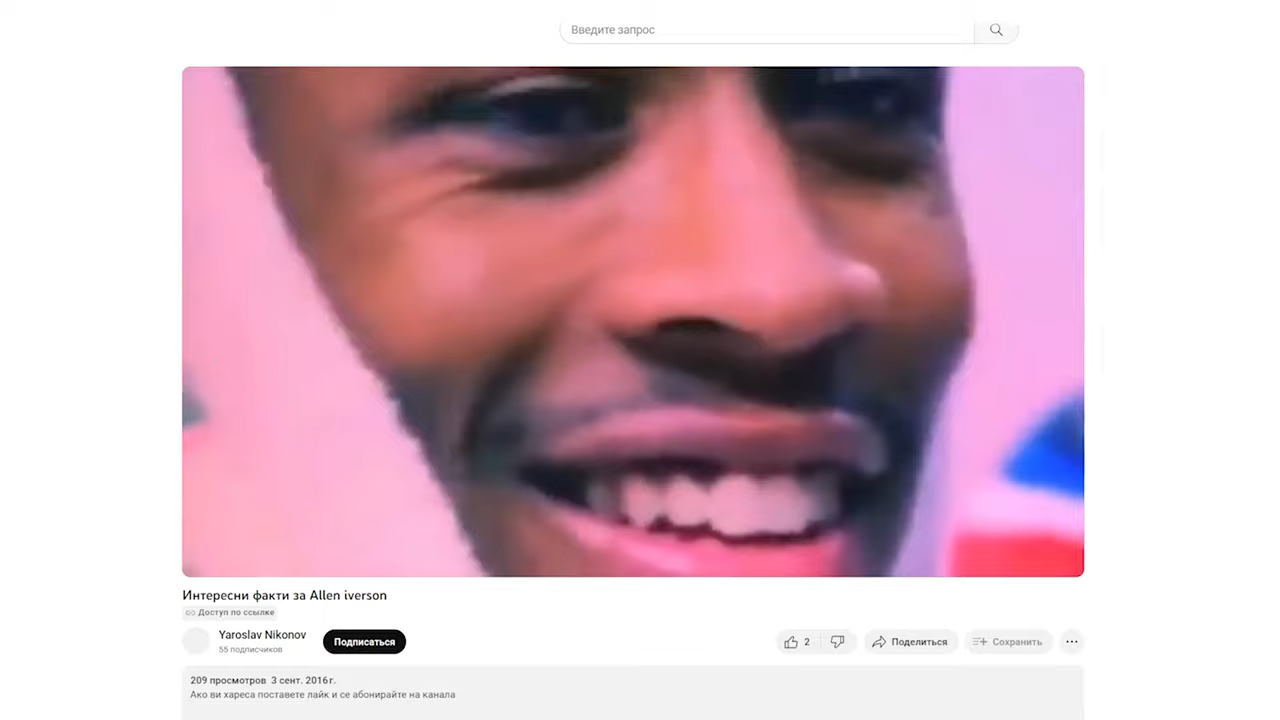 Введите запрос
Интересни факти за Allen iverson
Доступ по ссылке
Yaroslav Nikonov
55 подписчиков
Подписаться
2
Поделиться
Сохранить
209 просмотров 3 сент. 2016 г.
Ако ви хареса поставете лайк и се абонирайте на канала